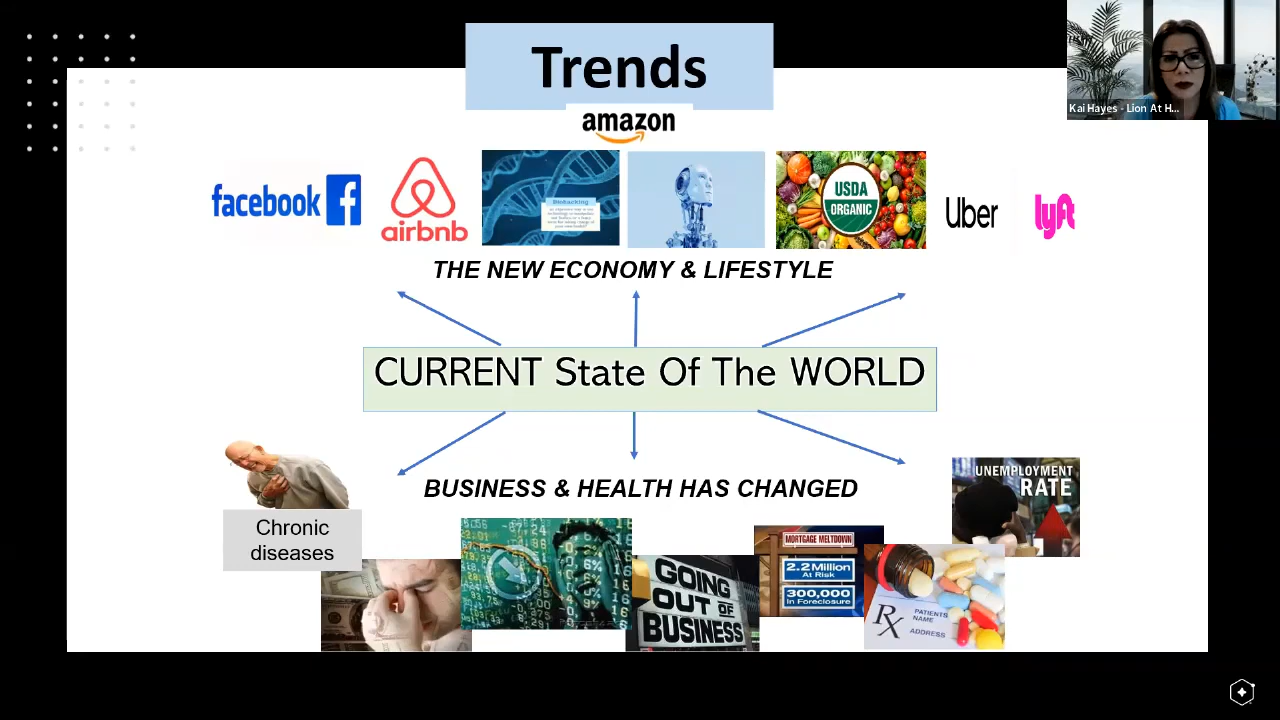 Trends
Kai Hayes - Lion At H...
amazon
facebook
f
airbnb
Biohacking
USDA
ORGANIC
Uber
lyft
THE NEW ECONOMY & LIFESTYLE
CURRENT State Of The WORLD
BUSINESS & HEALTH HAS CHANGED
Chronic
diseases
UNEMPLOYMENT
RATE
GOING
OUT OF
BUSINESS
MORTGAGE MELTDOWN
2.2 Million
At Risk
300,000
In Foreclosure
Rx
PATIENTS
NAME
ADDRESS